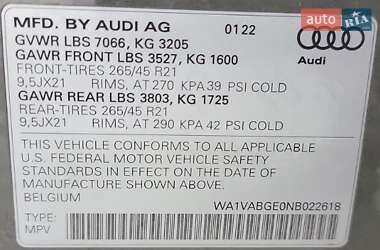 auto RIA
MFD. BY AUDI AG 0122
GVWR LBS 7066, KG 3205
GAWR FRONT LBS 3527, KG 1600
FRONT-TIRES 265/45 R21
9,5JX21 RIMS, AT 270 KPA 39 PSI COLD
GAWR REAR LBS 3803, KG 1725
REAR-TIRES 265/45 R21
9,5JX21 RIMS, AT 290 KPA 42 PSI COLD
Audi
THIS VEHICLE CONFORMS TO ALL APPLICABLE
U.S. FEDERAL MOTOR VEHICLE SAFETY
STANDARDS IN EFFECT ON THE DATE OF
MANUFACTURE SHOWN ABOVE.
BELGIUM WA1VABGE0NB022618
TYPE:
MPV